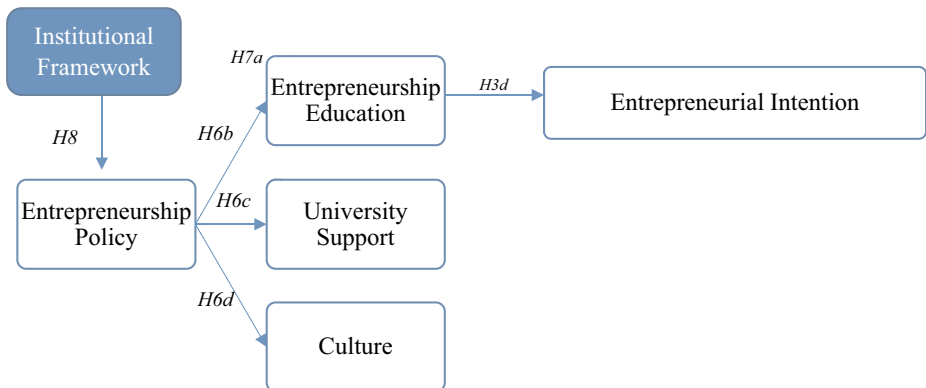 Institutional
Framework
H7a
Entrepreneurship
Education
H3d
Entrepreneurial Intention
H8
H6b
Entrepreneurship
Policy
H6c
University
Support
H6d
Culture